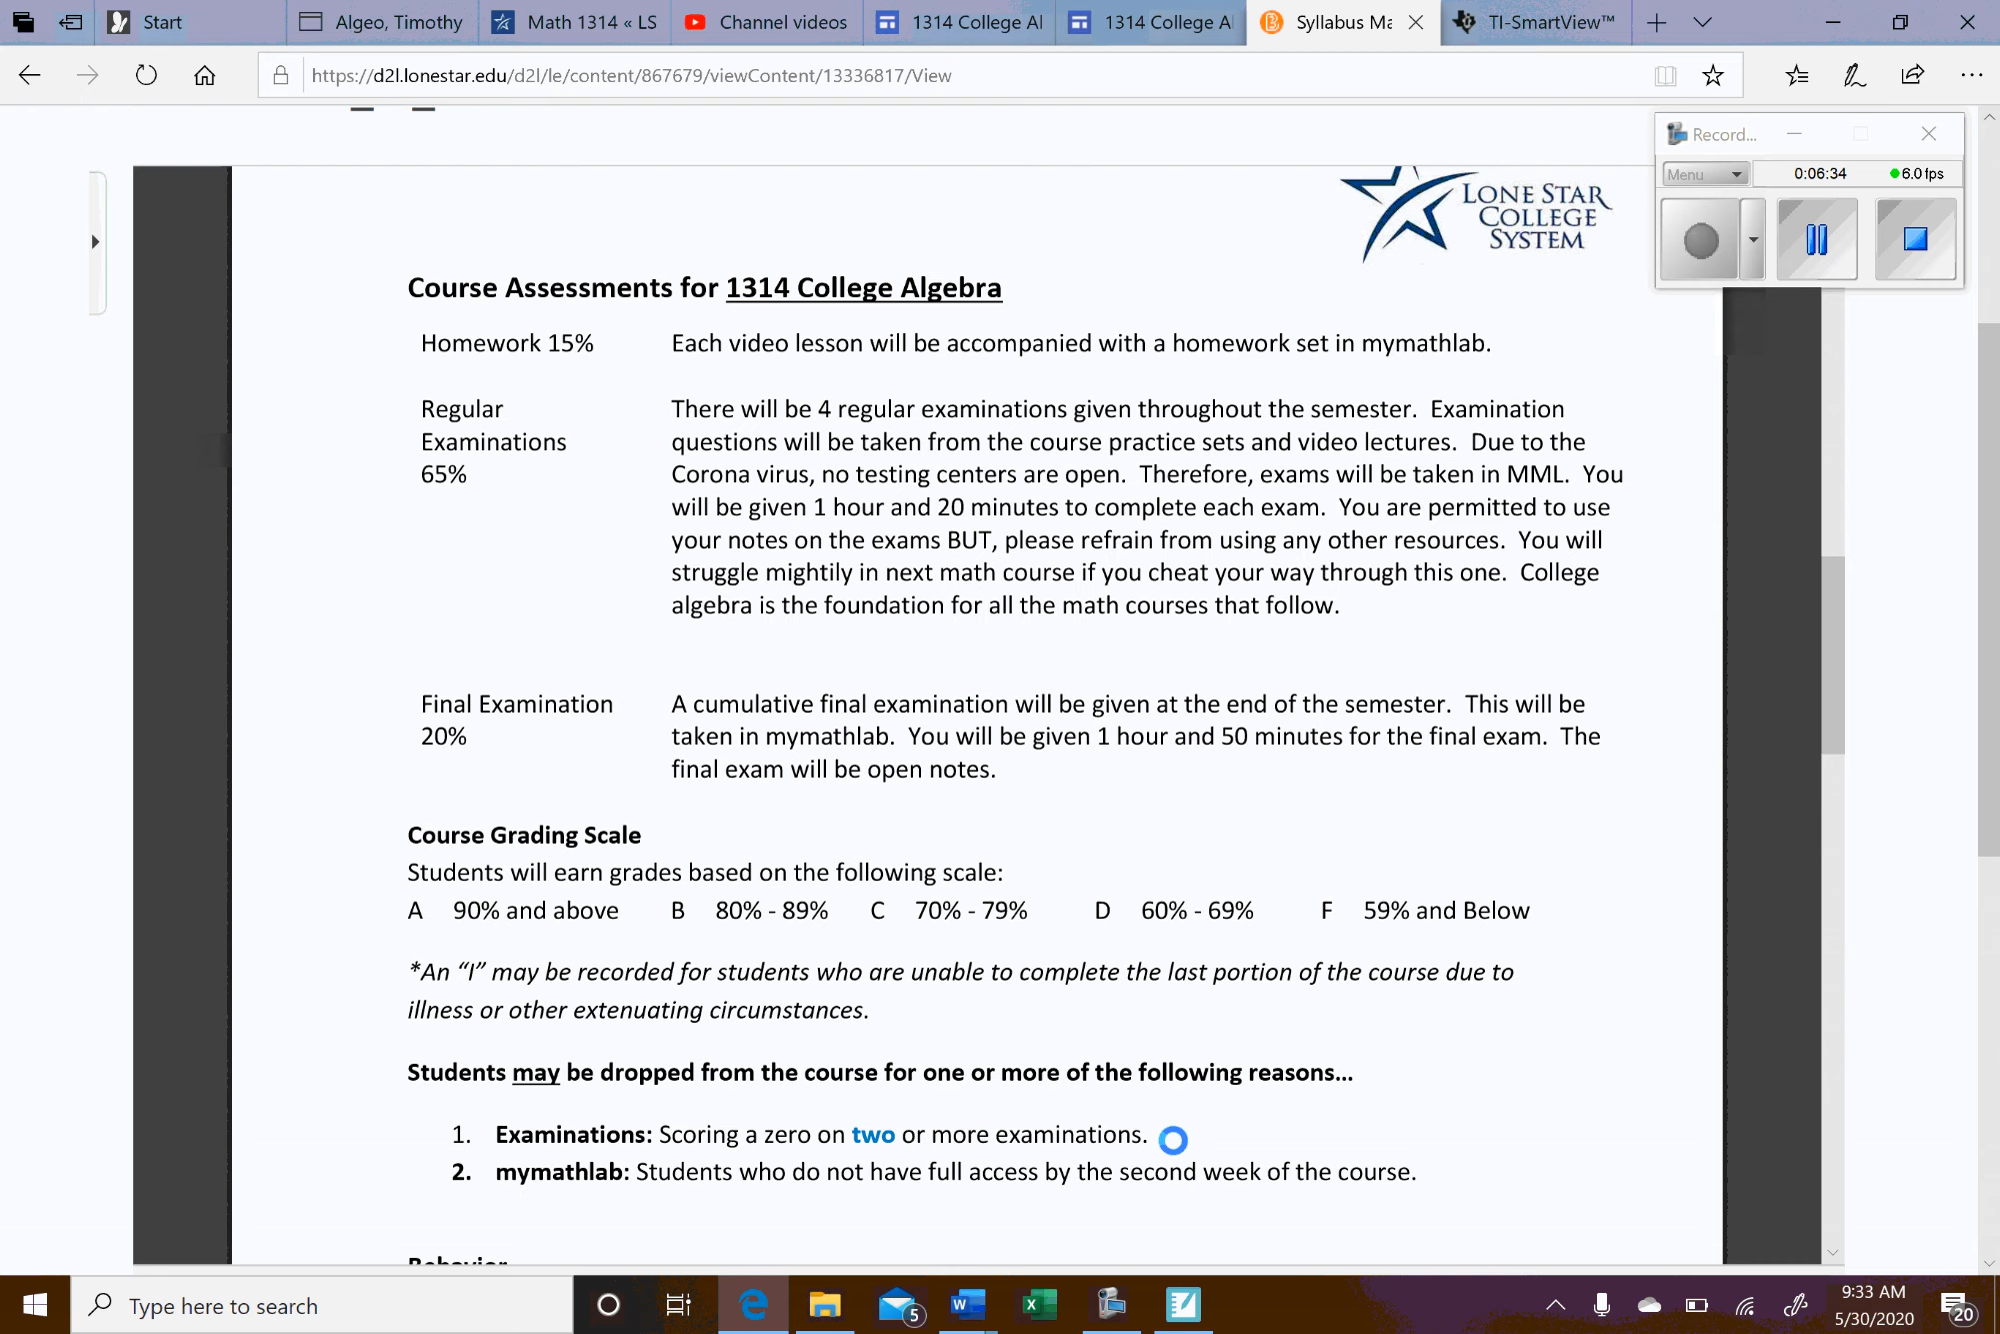 Start
Algeo, Timothy
Math 1314 « LS
Channel videos
1314 College Al
1314 College A
Syllabus Ma
TI-SmartView™
https://d2l.lonestar.edu/d2l/le/content/867679/viewContent/13336817/View
Record...
Menu
0:06:34
6.0 fps
LONE STAR
COLLEGE
SYSTEM
Course Assessments for 1314 College Algebra
Homework 15%
Each video lesson will be accompanied with a homework set in mymathlab.
Regular
Examinations
65%
There will be 4 regular examinations given throughout the semester. Examination
questions will be taken from the course practice sets and video lectures. Due to the
Corona virus, no testing centers are open. Therefore, exams will be taken in MML. You
will be given 1 hour and 20 minutes to complete each exam. You are permitted to use
your notes on the exams BUT, please refrain from using any other resources. You will
struggle mightily in next math course if you cheat your way through this one. College
algebra is the foundation for all the math courses that follow.
Final Examination
20%
A cumulative final examination will be given at the end of the semester. This will be
taken in mymathlab. You will be given 1 hour and 50 minutes for the final exam. The
final exam will be open notes.
Course Grading Scale
Students will earn grades based on the following scale:
A 90% and above B 80% - 89% C 70% - 79% D 60% - 69% F 59% and Below
*An “I” may be recorded for students who are unable to complete the last portion of the course due to
illness or other extenuating circumstances.
Students may be dropped from the course for one or more of the following reasons...
1. Examinations: Scoring a zero on two or more examinations.
2. mymathlab: Students who do not have full access by the second week of the course.
Behavior
Type here to search
5
9:33 AM
5/30/2020
20